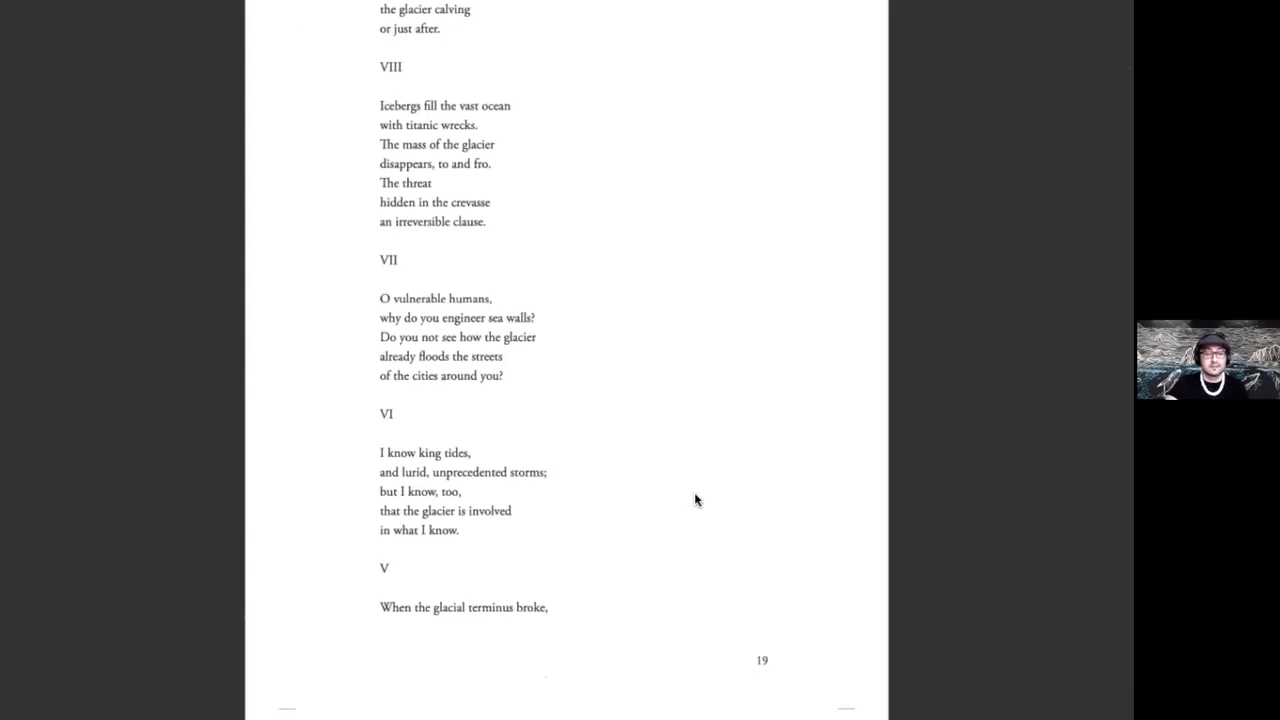 the glacier calving
or just after.
VIII
Icebergs fill the vast ocean
with titanic wrecks.
The mass of the glacier
disappears, to and fro.
The threat
hidden in the crevasse
an irreversible clause.
VII
O vulnerable humans,
why do you engineer sea walls?
Do you not see how the glacier
already floods the streets
of the cities around you?
VI
I know king tides,
and lurid, unprecedented storms;
but I know, too,
that the glacier is involved
in what I know.
V
When the glacial terminus broke,
19